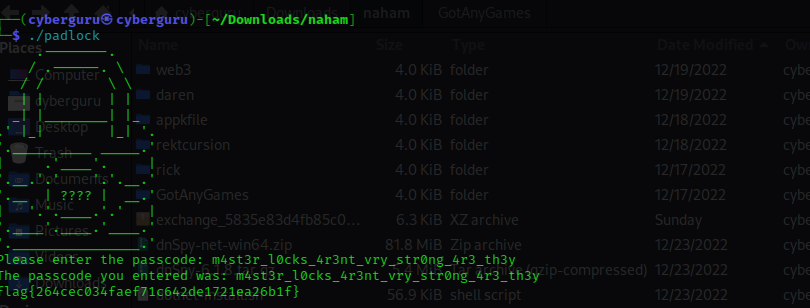 cyberguru Downloads naham GotAnyGames
┌──(cyberguru㉿cyberguru)-[~/Downloads/naham]
└─$ ./padlock
Places
Name Size Type Date Modified Ow
Computer
web3 4.0 KiB folder 12/19/2022 cybe
cyberguru
daren 4.0 KiB folder 12/19/2022 cybe
Desktop
appkfile 4.0 KiB folder 12/18/2022 cybe
Trash
rektcursion 4.0 KiB folder 12/18/2022 cybe
Documents
rick 4.0 KiB folder 12/17/2022 cybe
Music
????
GotAnyGames 4.0 KiB folder 12/17/2022 cybe
Pictures
exchange_5835e83d4fb85c0… 6.3 KiB XZ archive Sunday cybe
dnSpy-net-win64.zip 81.8 MiB Zip archive 12/23/2022 cybe
Please enter the passcode: m4st3r_l0cks_4r3nt_vry_str0ng_4r3_th3y
The passcode you entered was: m4st3r_l0cks_4r3nt_vry_str0ng_4r3_th3y
12/23/2022 cybe
flag{264cec034faef71c642de1721ea26b1f}
56.9 KiB shell script 12/23/2022 cybe